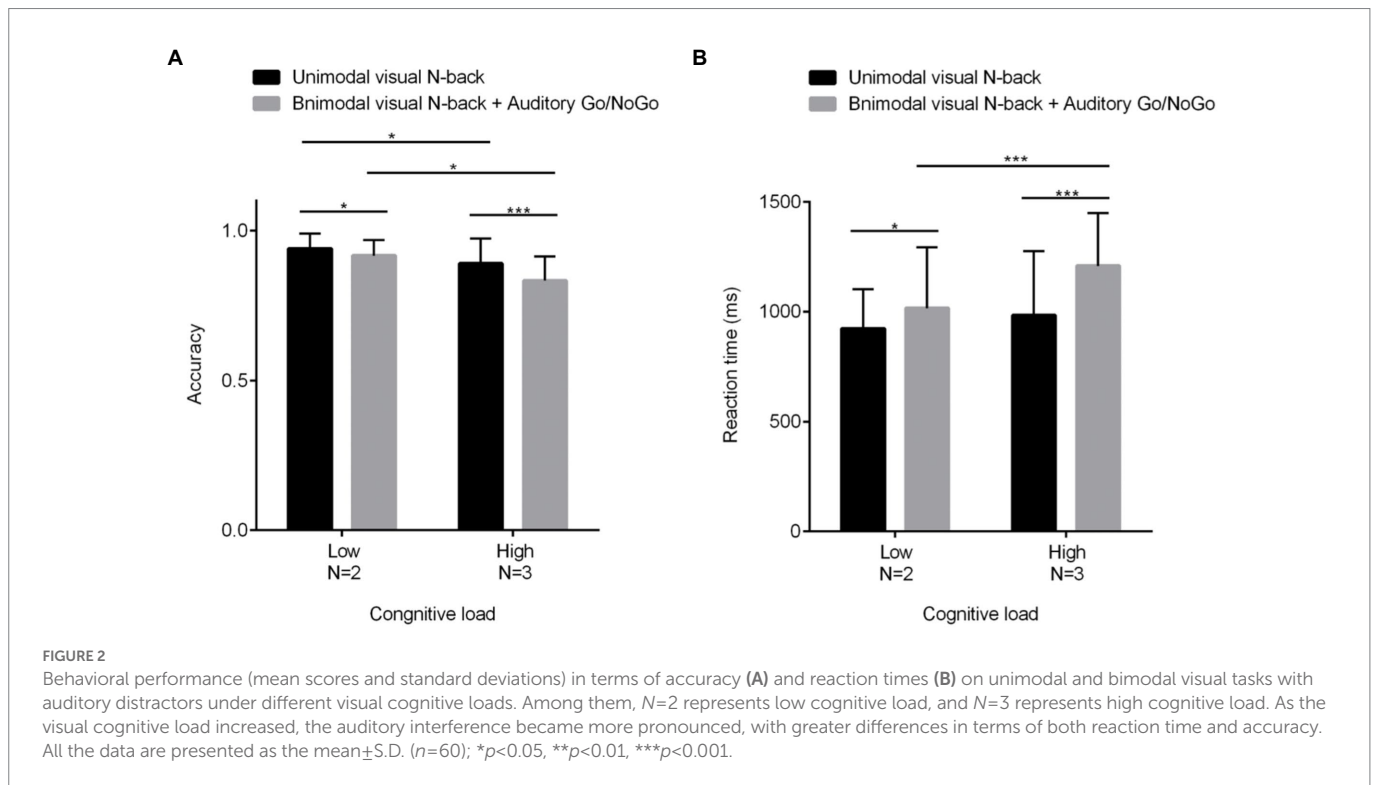 A
Unimodal visual N-back
Bnimodal visual N-back + Auditory Go/NoGo
*
*
*
***
1.0
0.5
0.0
Accuracy
Low
N=2
High
N=3
Congnitive load
B
Unimodal visual N-back
Bnimodal visual N-back + Auditory Go/NoGo
***
***
*
1500
1000
500
0
Reaction time (ms)
Low
N=2
High
N=3
Cognitive load
FIGURE 2
Behavioral performance (mean scores and standard deviations) in terms of accuracy (A) and reaction times (B) on unimodal and bimodal visual tasks with
auditory distractors under different visual cognitive loads. Among them, N=2 represents low cognitive load, and N=3 represents high cognitive load. As the
visual cognitive load increased, the auditory interference became more pronounced, with greater differences in terms of both reaction time and accuracy.
All the data are presented as the mean±S.D. (n=60); *p<0.05, **p<0.01, ***p<0.001.